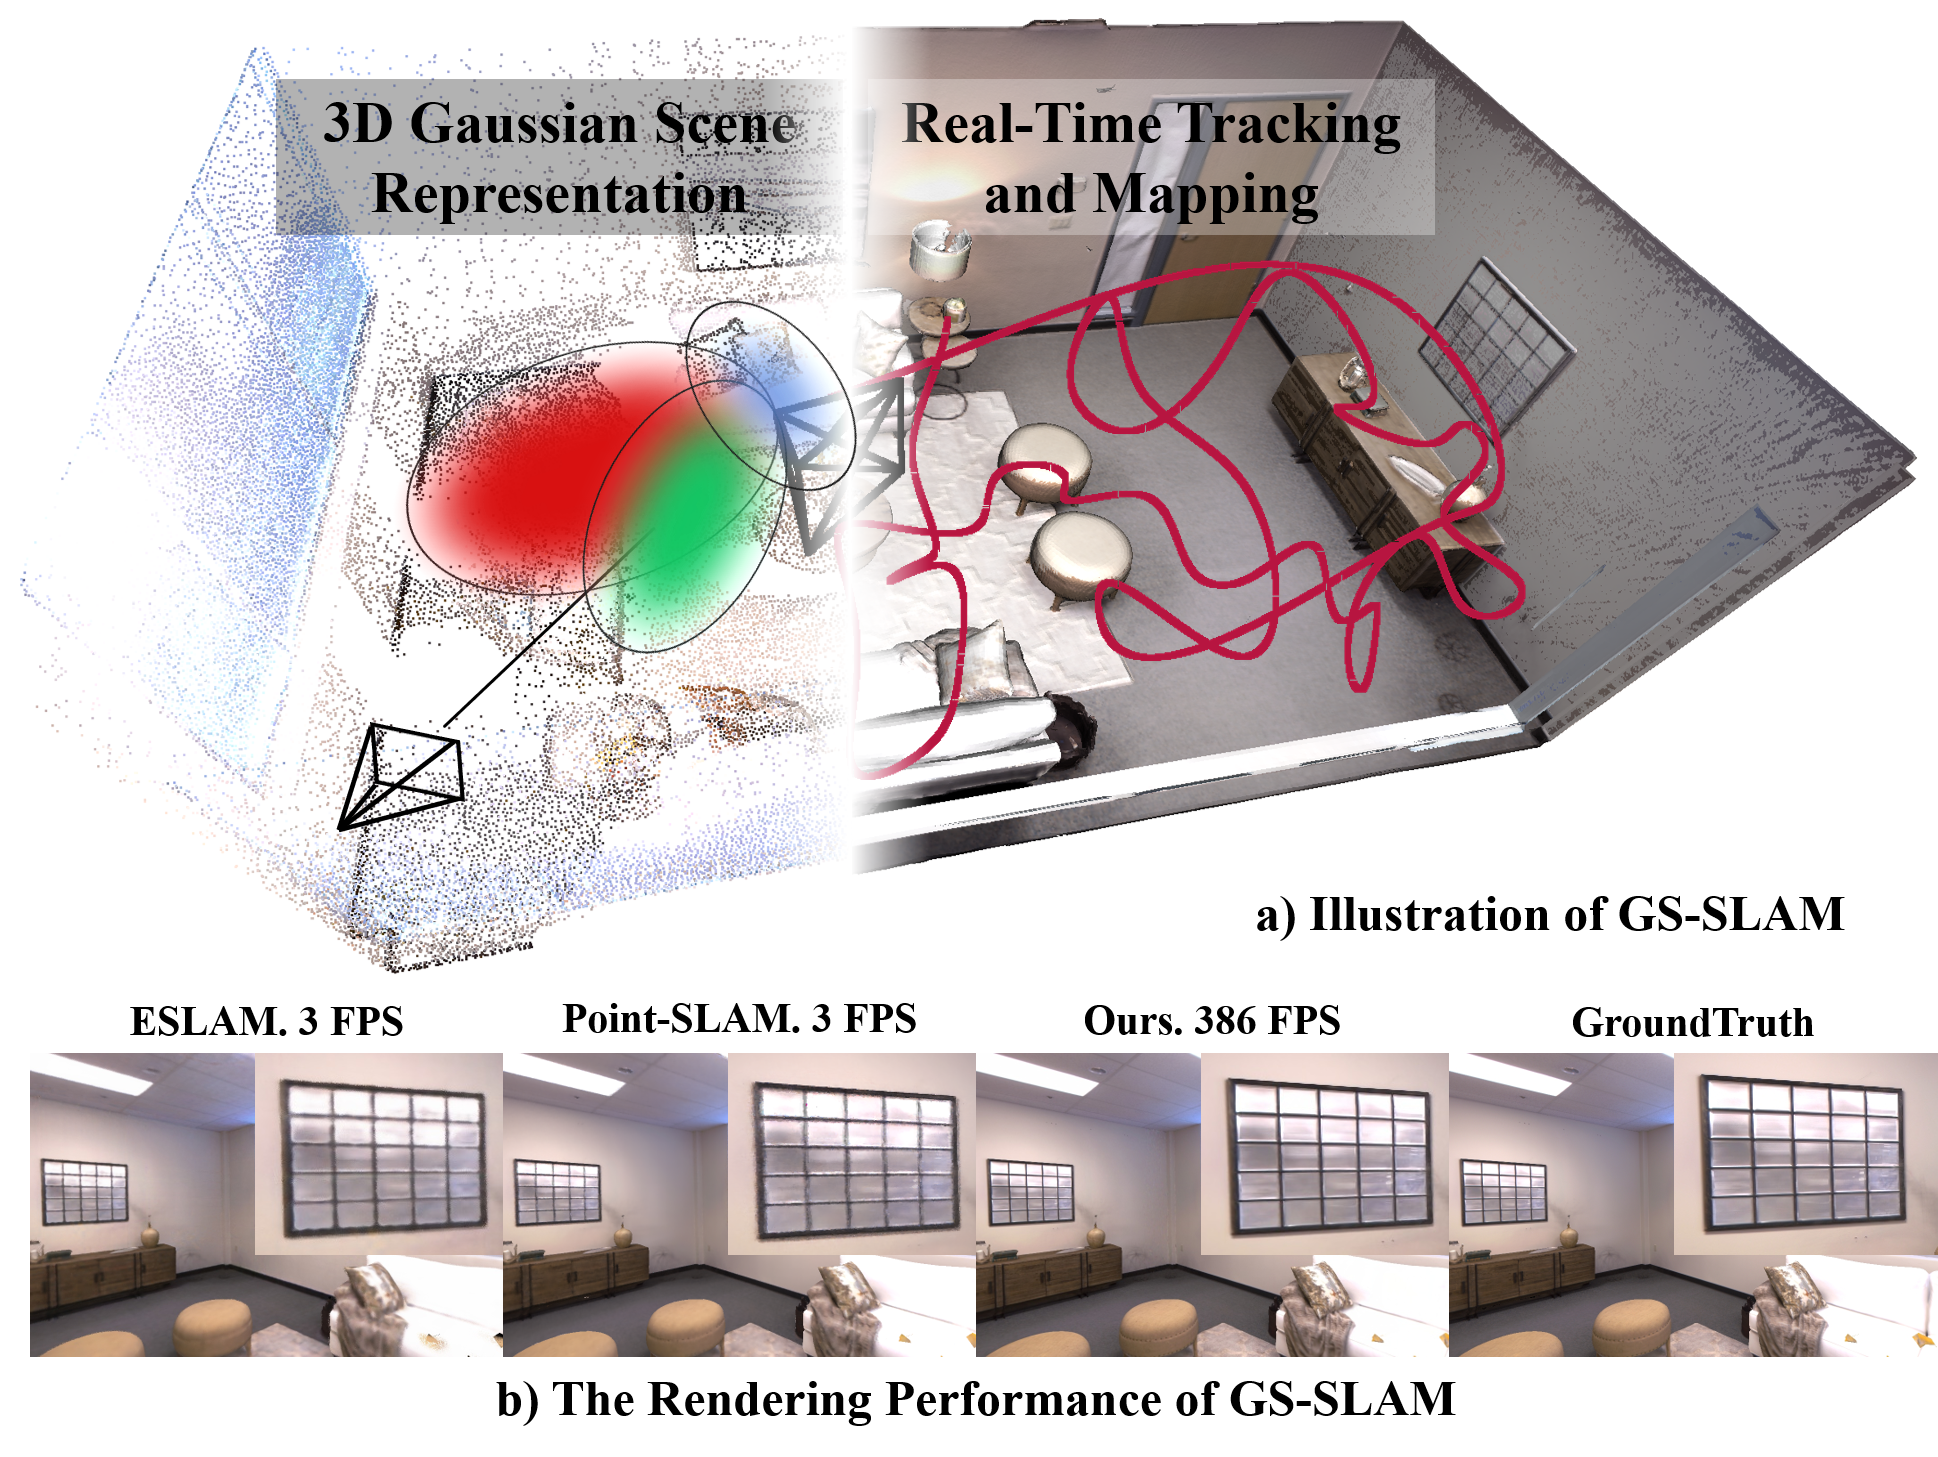 3D Gaussian Scene
Representation
Real-Time Tracking
and Mapping
a) Illustration of GS-SLAM
ESLAM. 3 FPS
Point-SLAM. 3 FPS
Ours. 386 FPS
GroundTruth
b) The Rendering Performance of GS-SLAM